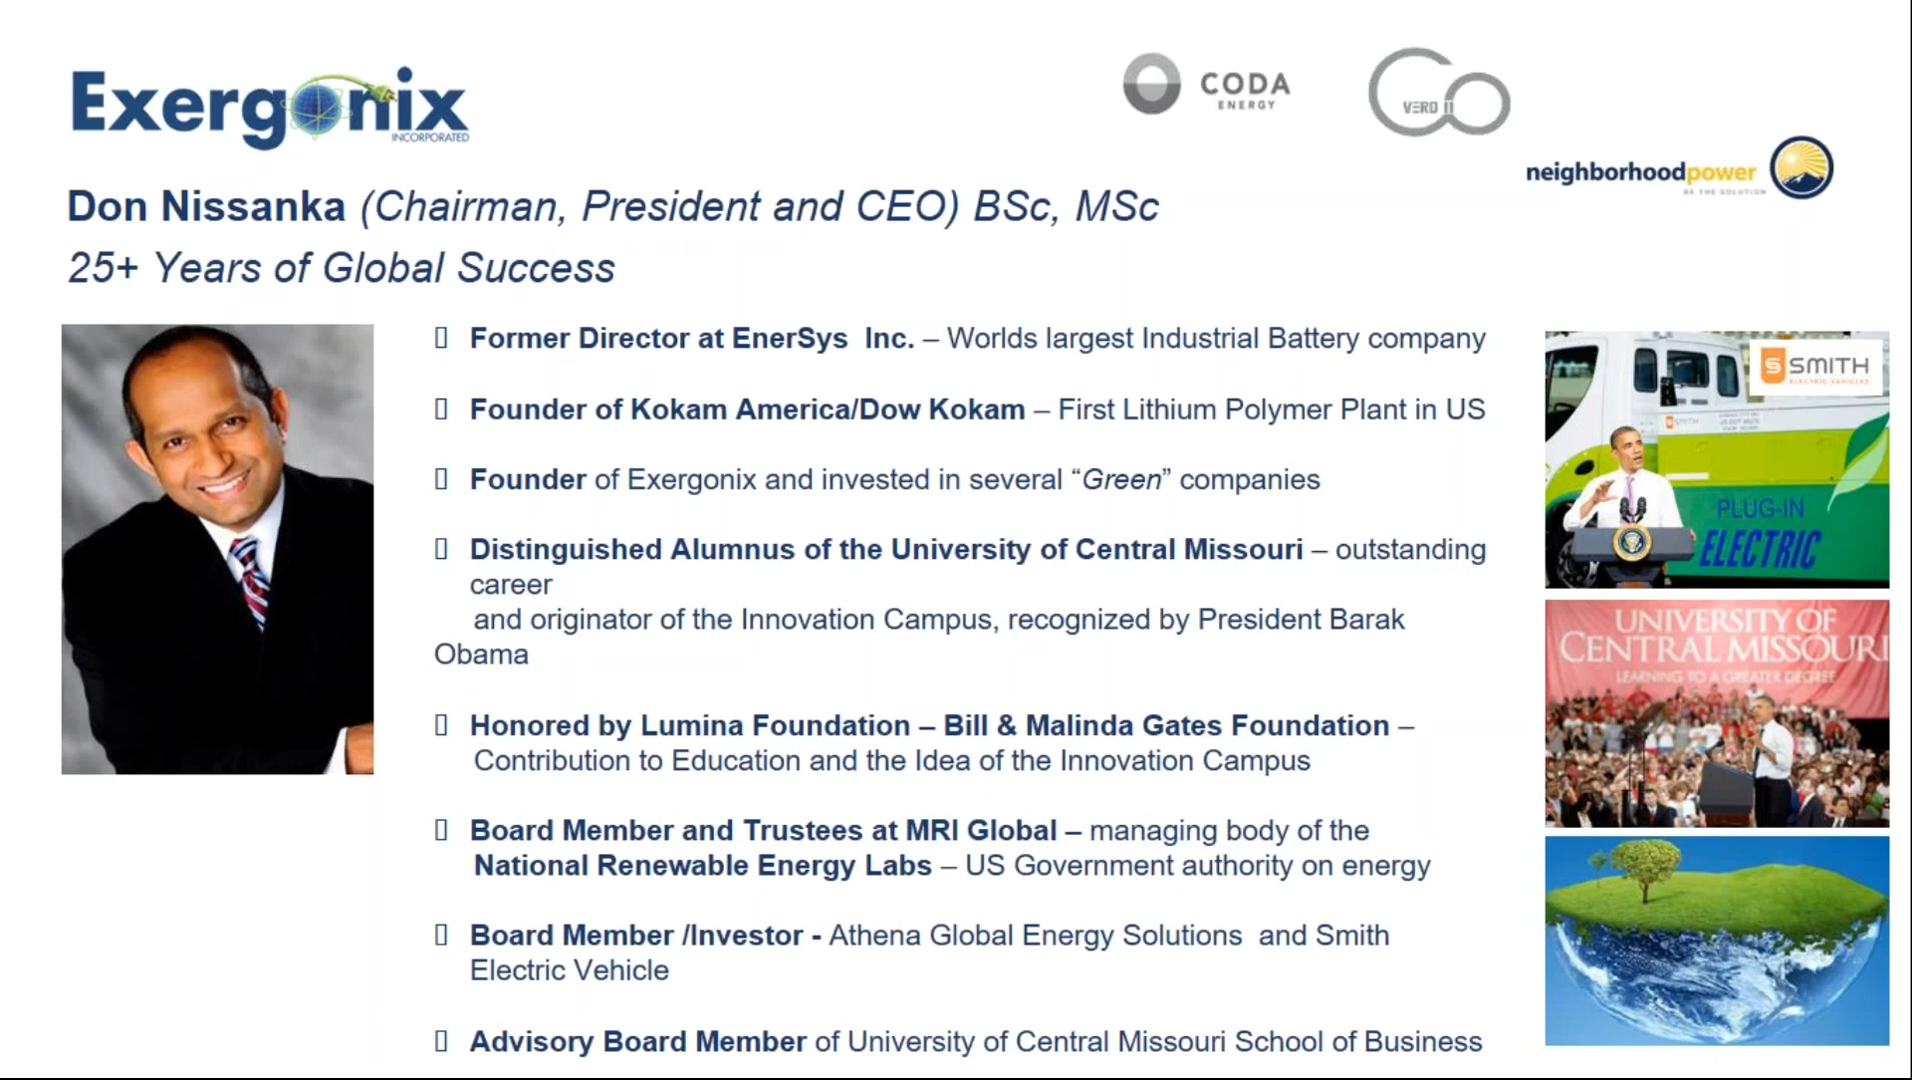 Exergonix
INCORPORATED
CODA
ENERGY
VERD II
neighborhoodpower
BE THE SOLUTION
Don Nissanka (Chairman, President and CEO) BSc, MSc
25+ Years of Global Success
Former Director at EnerSys Inc. – Worlds largest Industrial Battery company
Founder of Kokam America/Dow Kokam – First Lithium Polymer Plant in US
Founder of Exergonix and invested in several “Green” companies
Distinguished Alumnus of the University of Central Missouri – outstanding
career
and originator of the Innovation Campus, recognized by President Barak
Obama
Honored by Lumina Foundation – Bill & Malinda Gates Foundation –
Contribution to Education and the Idea of the Innovation Campus
Board Member and Trustees at MRI Global – managing body of the
National Renewable Energy Labs – US Government authority on energy
Board Member /Investor - Athena Global Energy Solutions and Smith
Electric Vehicle
Advisory Board Member of University of Central Missouri School of Business
SMITH
ELECTRIC VEHICLES
SMITH
PLUG-IN
ELECTRIC
UNIVERSITY OF
CENTRAL MISSOURI
LEARNING TO A GREATER DEGREE